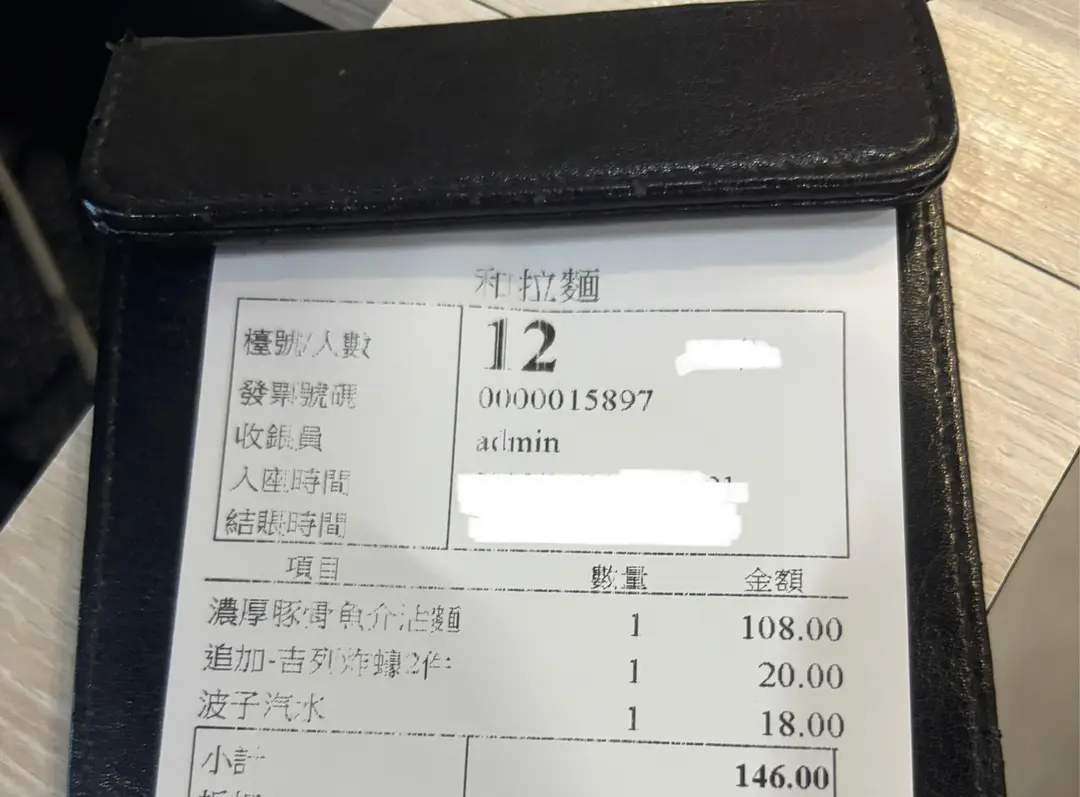 和拉麵
檯號/人數 12
發票號碼 0000015897
收銀員 admin
入座時間
結賬時間
項目 數量 金額
濃厚豚骨魚介沾麵 1 108.00
追加-吉列炸蠔2件 1 20.00
波子汽水 1 18.00
小計 146.00